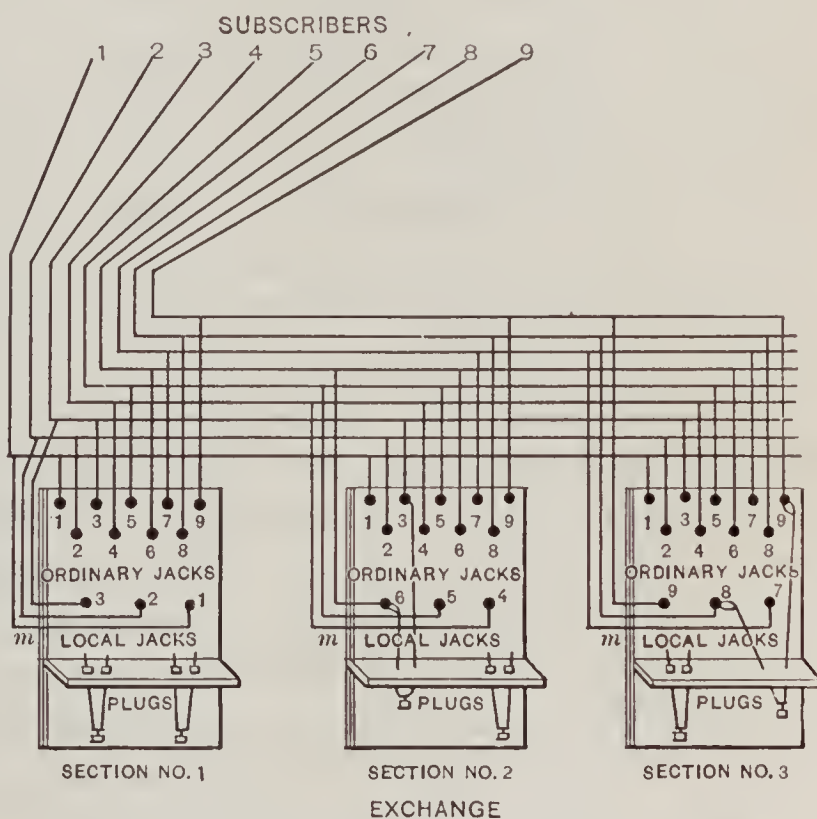 SUBSCRIBERS
1 2 3 4 5 6 7 8 9
1 3 5 7 9
2 4 6 8
ORDINARY JACKS
3 2 1
m LOCAL JACKS
PLUGS
SECTION NO. 1
1 3 5 7 9
2 4 6 8
ORDINARY JACKS
6 5 4
m LOCAL JACKS
PLUGS
SECTION NO. 2
1 3 5 7 9
2 4 6 8
ORDINARY JACKS
9 8 7
m LOCAL JACKS
PLUGS
SECTION NO. 3
EXCHANGE